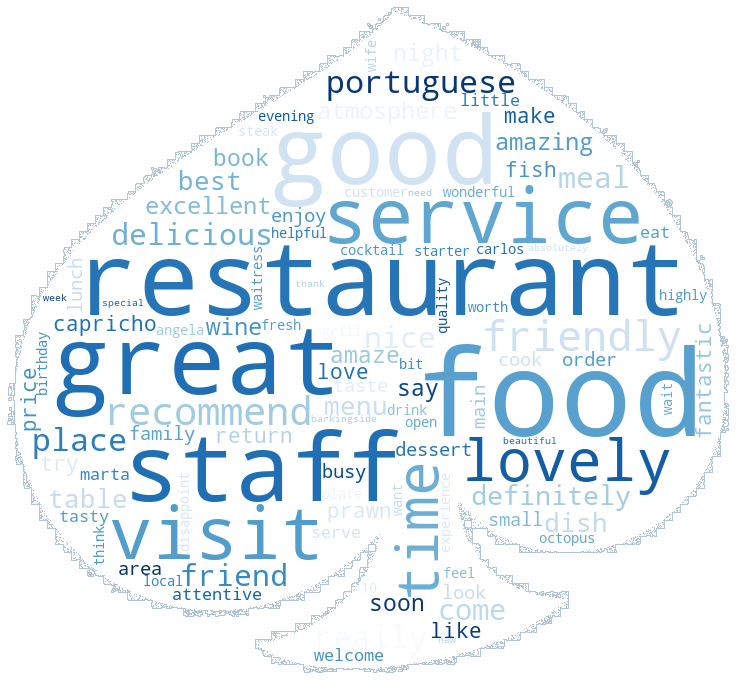 wife
night
portuguese
little
evening
atmosphere
make
steak
good
amazing
book
fish
best
customer
need
wonderful
meal
excellent
enjoy
service
delicious
helpful
eat
waitress
cocktail
starter
carlos
absolutely
lunch
restaurant
thank
week
special
quality
worth
highly
capricho
angela
wine
fresh
grill
nice
friendly
fantastic
birthday
great
amaze
bit
cook
order
price
love
taste
say
food
wait
recommend
menu
drink
main
barkingside
open
place
family
return
beautiful
try
marta
staff
busy
dessert
lovely
table
disappoint
plate
want
time
experience
definitely
tasty
visit
prawn
small
dish
think
serve
octopus
area
local
friend
feel
attentive
10
look
soon
come
really
like
new
welcome